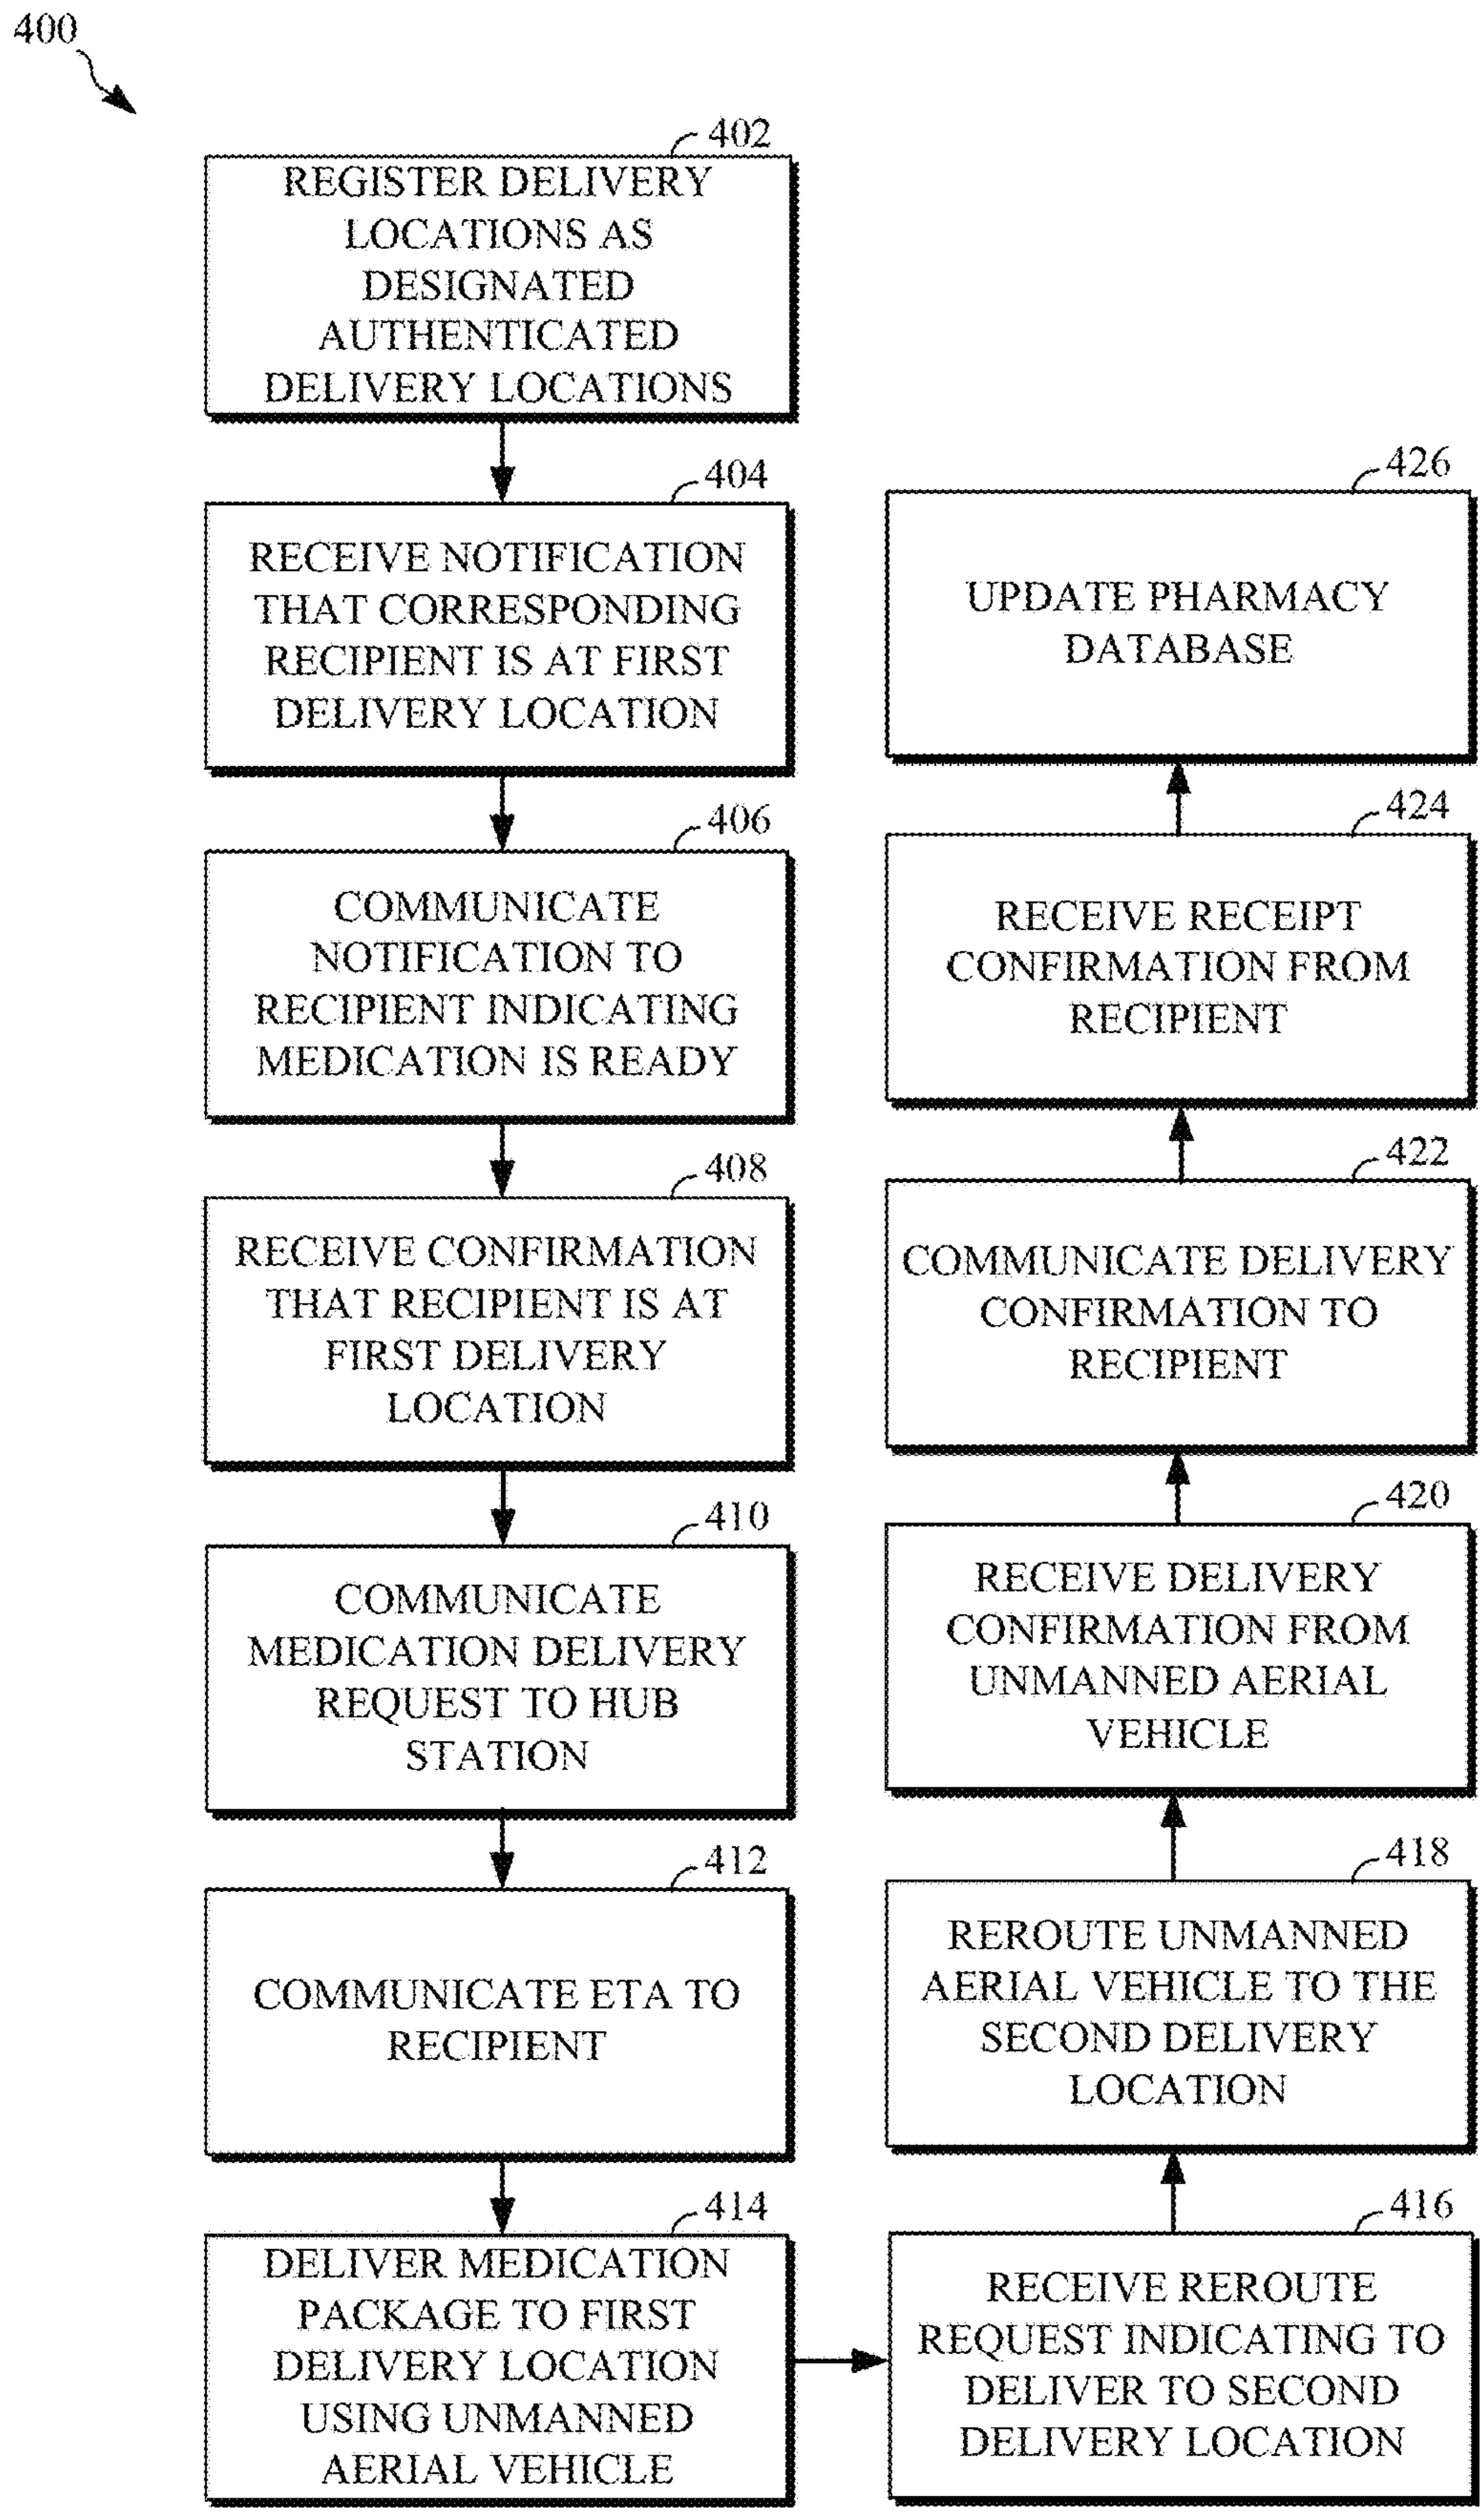 400
402
REGISTER DELIVERY
LOCATIONS AS
DESIGNATED
AUTHENTICATED
DELIVERY LOCATIONS
404
RECEIVE NOTIFICATION
THAT CORRESPONDING
RECIPIENT IS AT FIRST
DELIVERY LOCATION
406
COMMUNICATE
NOTIFICATION TO
RECIPIENT INDICATING
MEDICATION IS READY
408
RECEIVE CONFIRMATION
THAT RECIPIENT IS AT
FIRST DELIVERY
LOCATION
410
COMMUNICATE
MEDICATION DELIVERY
REQUEST TO HUB
STATION
412
COMMUNICATE ETA TO
RECIPIENT
414
DELIVER MEDICATION
PACKAGE TO FIRST
DELIVERY LOCATION
USING UNMANNED
AERIAL VEHICLE
416
RECEIVE REROUTE
REQUEST INDICATING TO
DELIVER TO SECOND
DELIVERY LOCATION
418
REROUTE UNMANNED
AERIAL VEHICLE TO THE
SECOND DELIVERY
LOCATION
420
RECEIVE DELIVERY
CONFIRMATION FROM
UNMANNED AERIAL
VEHICLE
422
COMMUNICATE DELIVERY
CONFIRMATION TO
RECIPIENT
424
RECEIVE RECEIPT
CONFIRMATION FROM
RECIPIENT
426
UPDATE PHARMACY
DATABASE